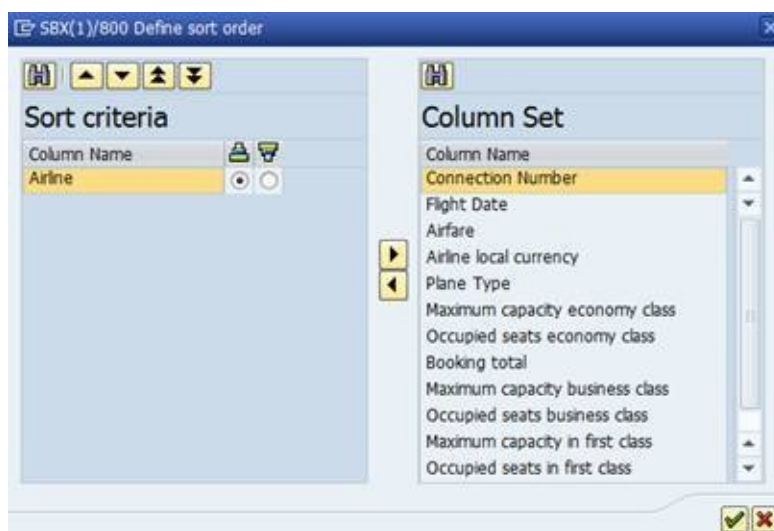 SBX(1)/800 Define sort order
Sort criteria
Column Name
Airline
Column Set
Column Name
Connection Number
Flight Date
Airfare
Airline local currency
Plane Type
Maximum capacity economy class
Occupied seats economy class
Booking total
Maximum capacity business class
Occupied seats business class
Maximum capacity in first class
Occupied seats in first class